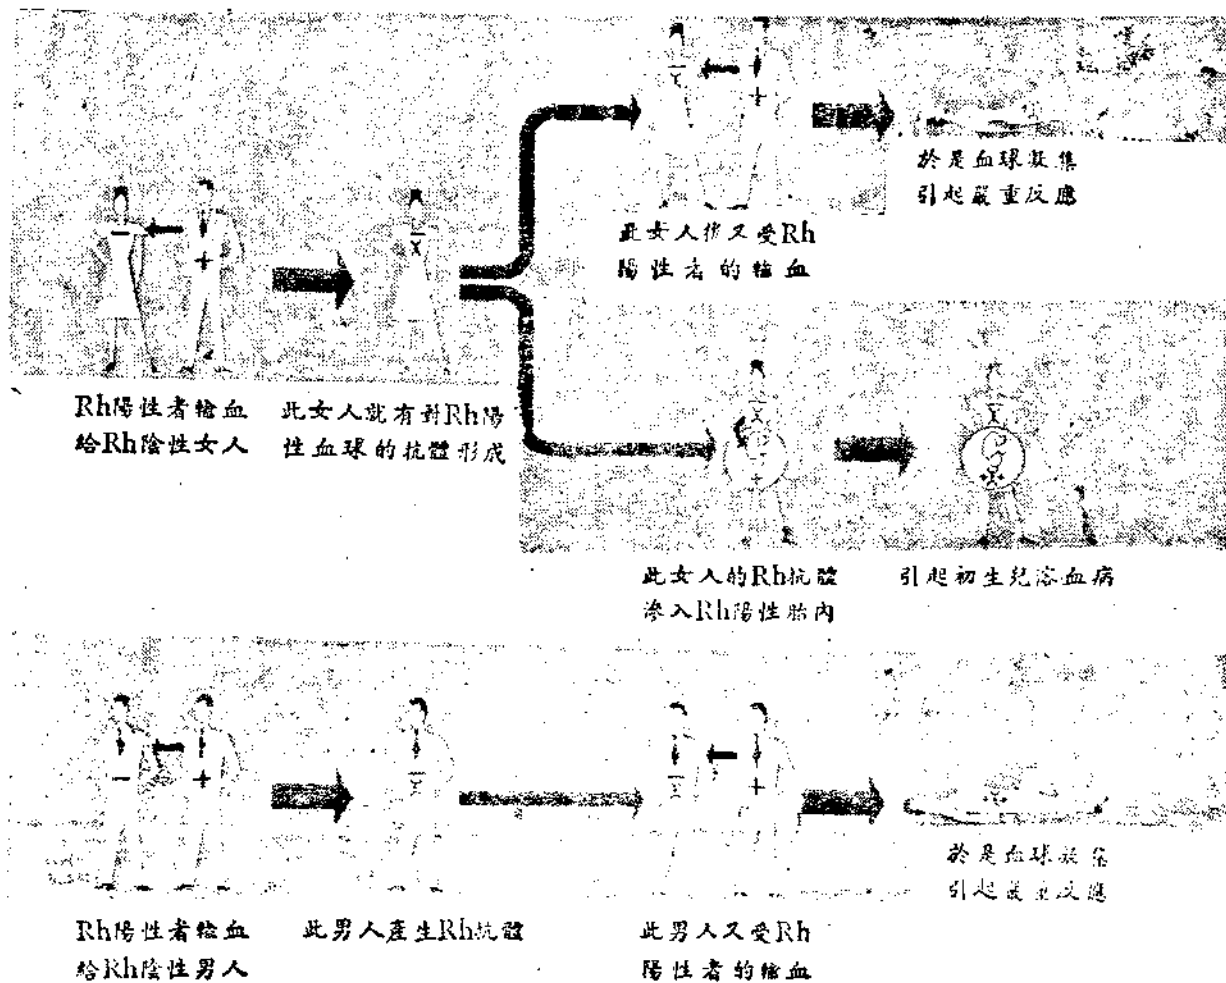 於是血球凝集
引起嚴重反應
此女人後又受Rh
陽性者的輸血
Rh陽性者輸血
給Rh陰性女人
此女人就有對Rh陽
性血球的抗體形成
此女人的Rh抗體
滲入Rh陽性胎內
引起初生兒溶血病
於是血球凝集
引起嚴重反應
Rh陽性者輸血
給Rh陰性男人
此男人產生Rh抗體
此男人又受Rh
陽性者的輸血